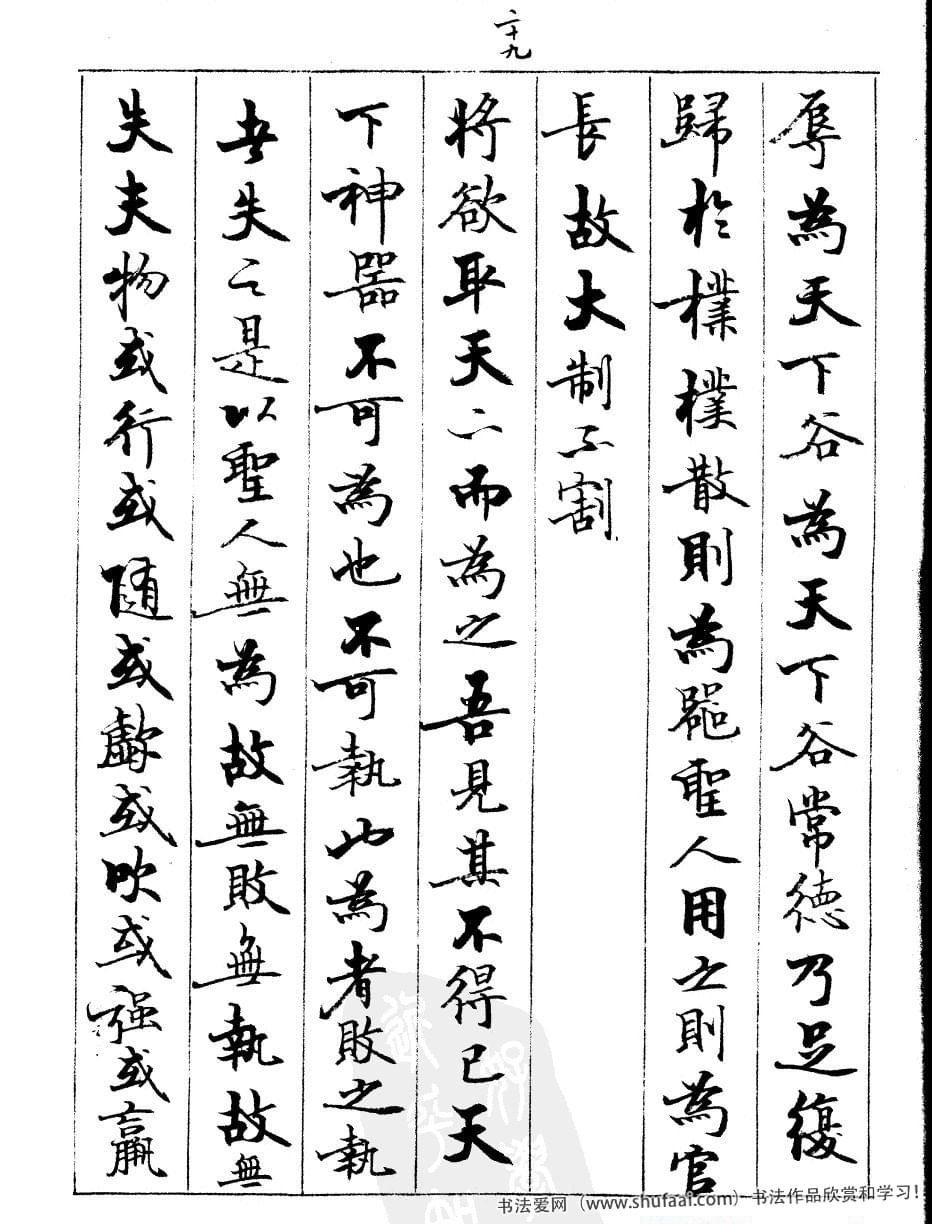 二十九
辱為天下谷為天下谷常德乃足復
歸於樸樸散則為器聖人用之則為官
長故大制不割
將欲取天下而為之吾見其不得已天
下神器不可為也不可執也為者敗之執
者失之是以聖人無為故無敗無執故無
失夫物或行或隨或歔或吹或强或羸
书法爱网（www.shufaai.com）—书法作品欣赏和学习！